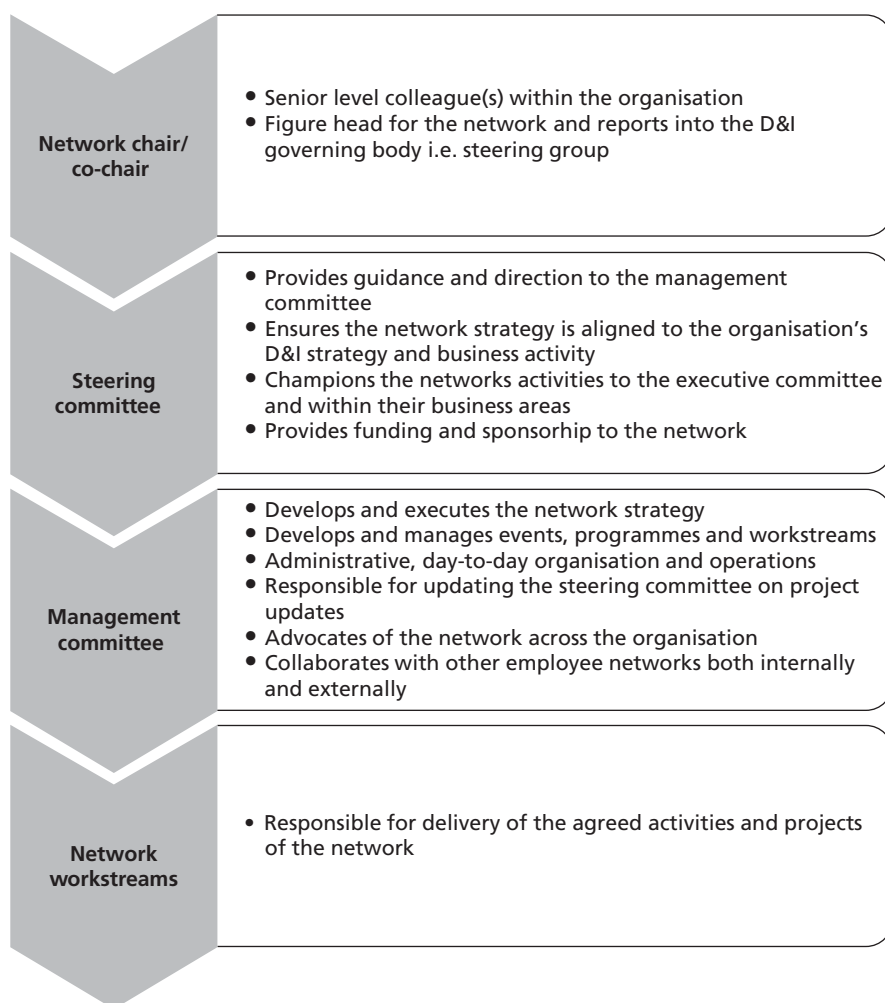 Network chair/
co-chair
• Senior level colleague(s) within the organisation
• Figure head for the network and reports into the D&I
governing body i.e. steering group
Steering
committee
• Provides guidance and direction to the management
committee
• Ensures the network strategy is aligned to the organisation’s
D&I strategy and business activity
• Champions the networks activities to the executive committee
and within their business areas
• Provides funding and sponsorhip to the network
Management
committee
• Develops and executes the network strategy
• Develops and manages events, programmes and workstreams
• Administrative, day-to-day organisation and operations
• Responsible for updating the steering committee on project
updates
• Advocates of the network across the organisation
• Collaborates with other employee networks both internally
and externally
Network
workstreams
• Responsible for delivery of the agreed activities and projects
of the network